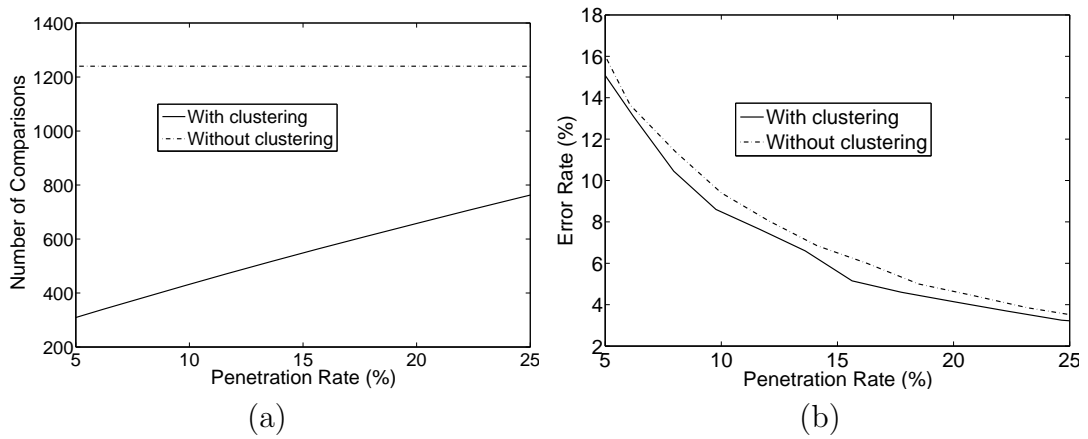 1400
1200
1000
800
600
400
200
5
10
15
20
25
Number of Comparisons
Penetration Rate (%)
With clustering
Without clustering
(a)
18
16
14
12
10
8
6
4
2
5
10
15
20
25
Error Rate (%)
Penetration Rate (%)
With clustering
Without clustering
(b)